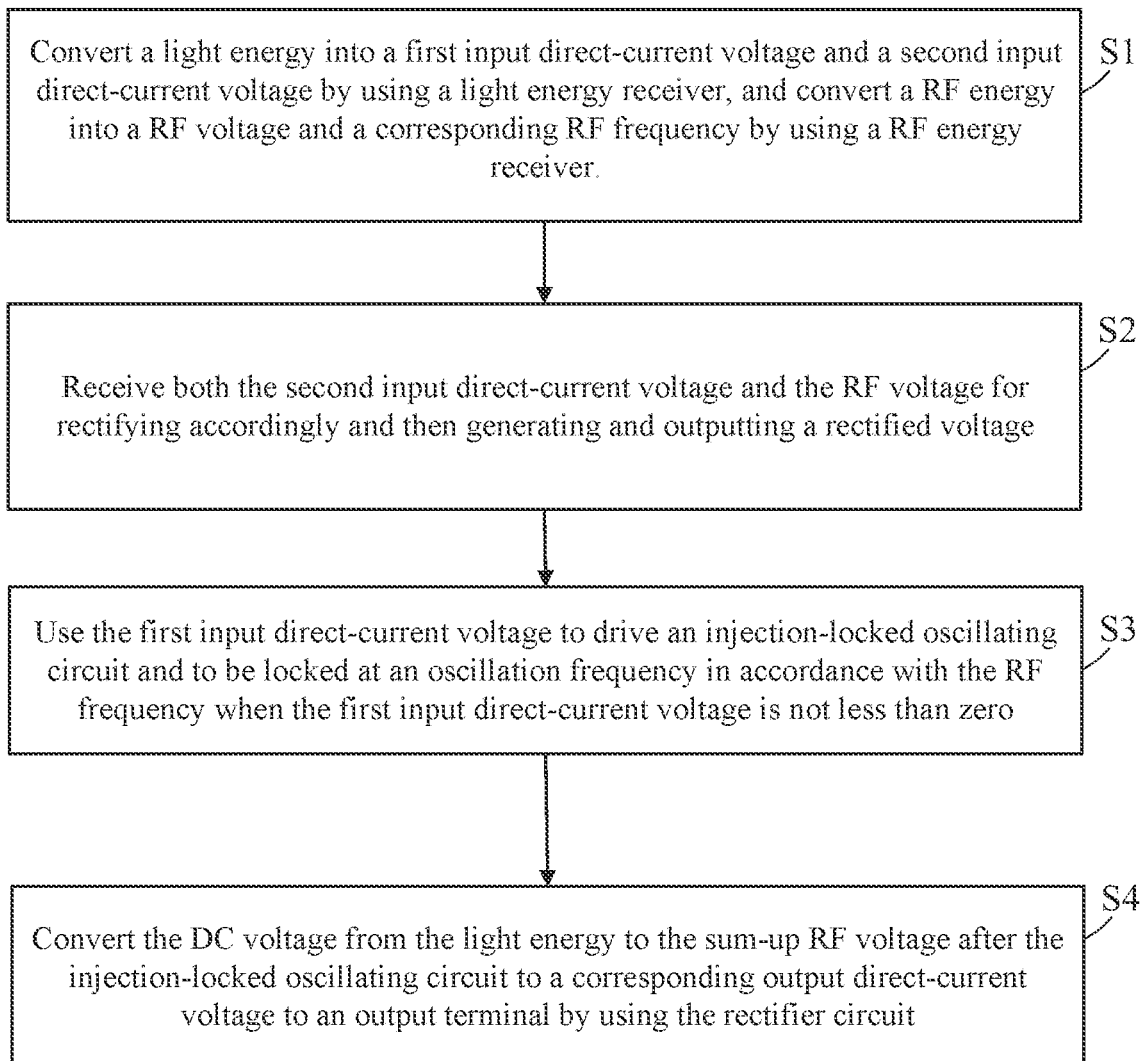 Convert a light energy into a first input direct-current voltage and a second input
direct-current voltage by using a light energy receiver, and convert a RF energy
into a RF voltage and a corresponding RF frequency by using a RF energy
receiver.
S1
Receive both the second input direct-current voltage and the RF voltage for
rectifying accordingly and then generating and outputting a rectified voltage
S2
Use the first input direct-current voltage to drive an injection-locked oscillating
circuit and to be locked at an oscillation frequency in accordance with the RF
frequency when the first input direct-current voltage is not less than zero
S3
Convert the DC voltage from the light energy to the sum-up RF voltage after the
injection-locked oscillating circuit to a corresponding output direct-current
voltage to an output terminal by using the rectifier circuit
S4